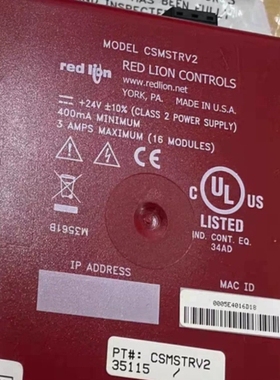 INSPECTED
MODEL CSMSTRV2
red lion
RED LION CONTROLS
www.redlion.net
YORK, PA. MADE IN U.S.A.
+24V ±10% (CLASS 2 POWER SUPPLY)
400mA MINIMUM
3 AMPS MAXIMUM (16 MODULES)
M3561B
C UL US
LISTED
IND. CONT. EQ.
34AD
IP ADDRESS
MAC ID
0005E4016D18
PT#: CSMSTRV2
35115